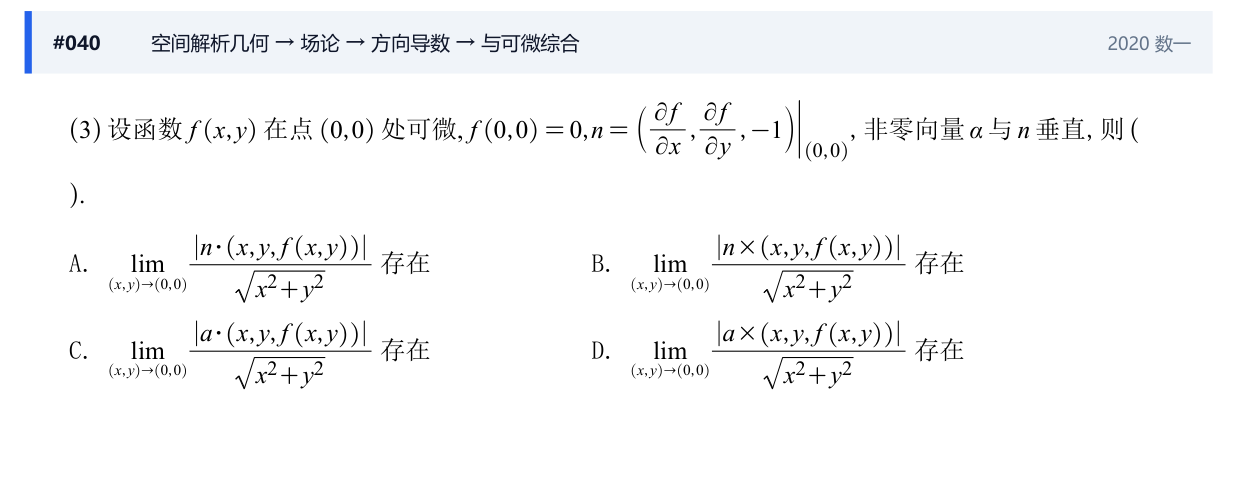 #040 空间解析几何 → 场论 → 方向导数 → 与可微综合 2020 数一
(3) 设函数 f(x,y) 在点 (0,0) 处可微, f(0,0) = 0, n = (∂f/∂x, ∂f/∂y, −1)|(0,0), 非零向量 α 与 n 垂直, 则 (
).
A. lim(x,y)→(0,0) |n·(x,y,f(x,y))|/√(x²+y²) 存在 B. lim(x,y)→(0,0) |n×(x,y,f(x,y))|/√(x²+y²) 存在
C. lim(x,y)→(0,0) |a·(x,y,f(x,y))|/√(x²+y²) 存在 D. lim(x,y)→(0,0) |a×(x,y,f(x,y))|/√(x²+y²) 存在